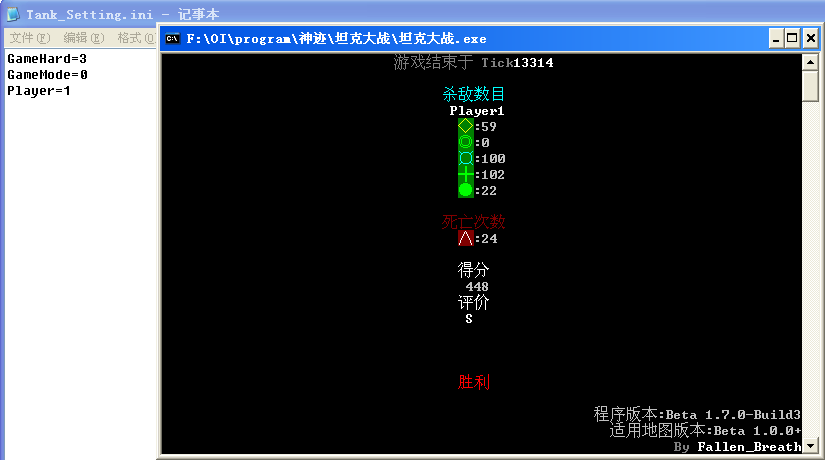 Tank_Setting.ini - 记事本
文件(F) 编辑(E) 格式(O)
GameHard=3
GameMode=0
Player=1
F:\OI\program\神迹\坦克大战\坦克大战.exe
游戏结束于 Tick13314
杀敌数目
Player1
:59
:0
:100
:102
:22
死亡次数
:24
得分
448
评价
S
胜利
程序版本:Beta 1.7.0-Build3
适用地图版本:Beta 1.0.0+
By Fallen_Breath